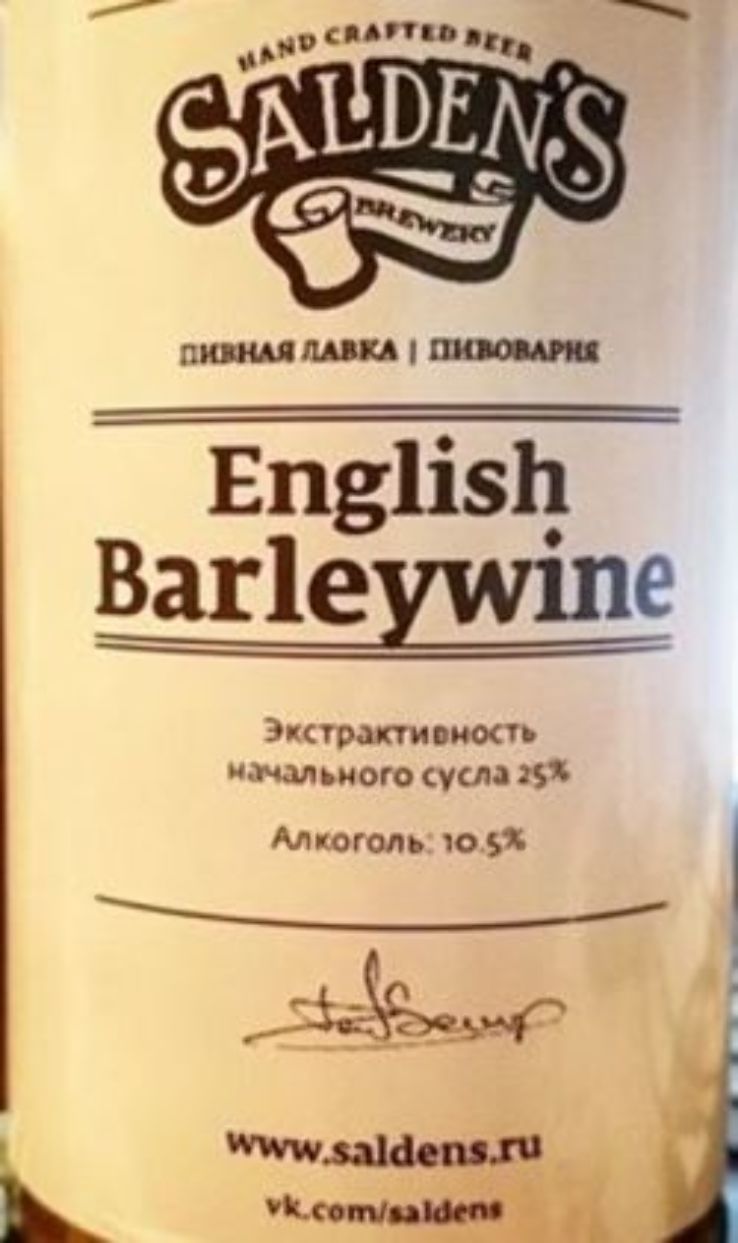 HAND CRAFTED BEER
SALDEN'S
BREWERY
ПИВНАЯ ЛАВКА | ПИВОВАРНЯ
English
Barleywine
Экстрактивность
начального сусла 25%
Алкоголь: 10.5%
www.saldens.ru
vk.com/saldens